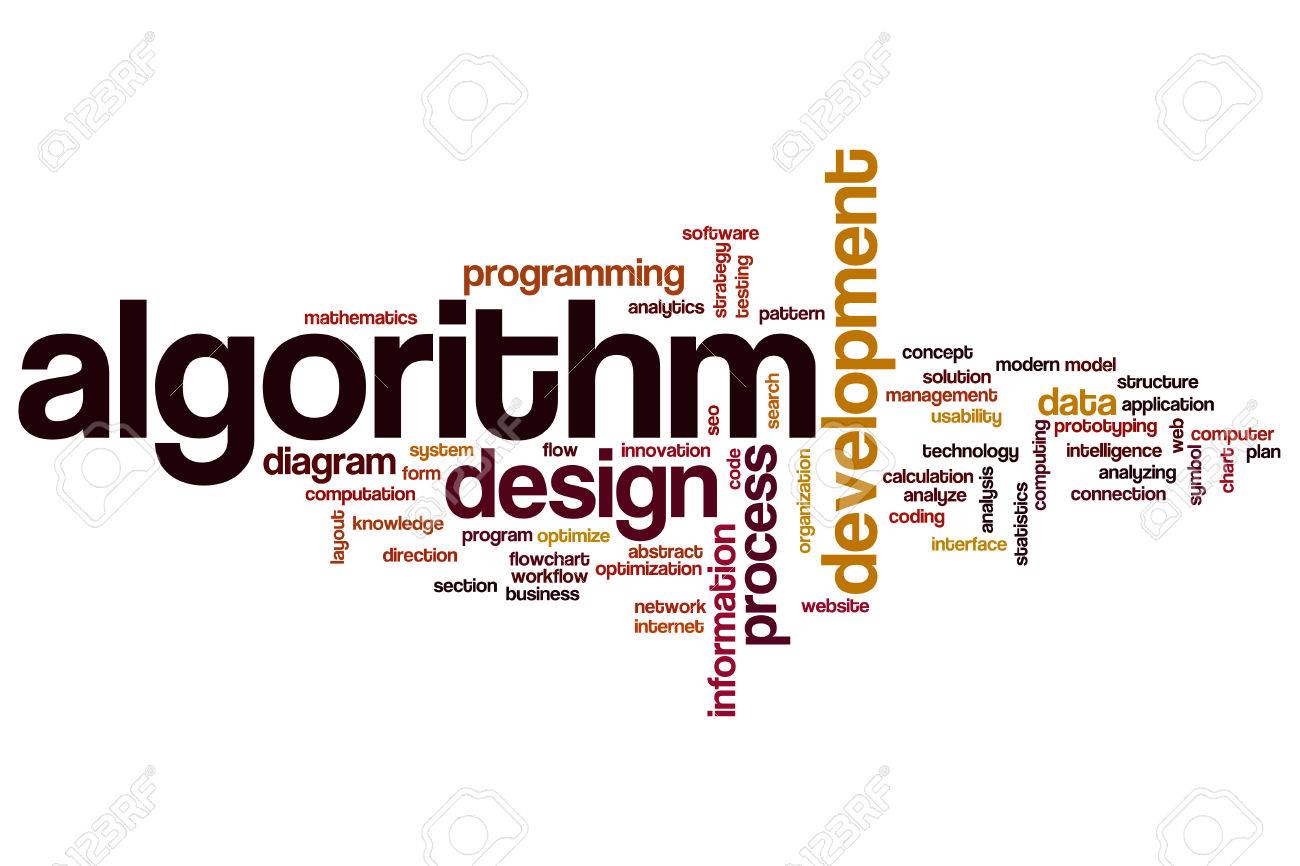 123RF
123RF
software
strategy
testing
programming
analytics
pattern
mathematics
algorithm
development
search
seo
concept
modern
model
solution
structure
management
data
application
usability
prototyping
web
computer
technology
computing
intelligence
symbol
chart
plan
calculation
analysis
analyzing
analyze
statistics
connection
coding
interface
diagram
system
flow
innovation
form
design
code
process
organization
computation
layout
knowledge
program
optimize
direction
flowchart
abstract
workflow
optimization
section
business
information
network
internet
website
123RF
123RF